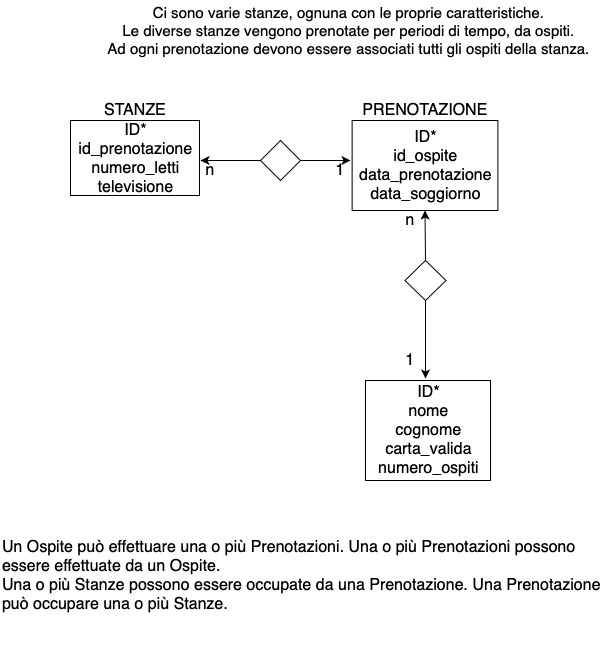 Ci sono varie stanze, ognuna con le proprie caratteristiche.
Le diverse stanze vengono prenotate per periodi di tempo, da ospiti.
Ad ogni prenotazione devono essere associati tutti gli ospiti della stanza.
STANZE
ID*
id_prenotazione
numero_letti
televisione
n
1
PRENOTAZIONE
ID*
id_ospite
data_prenotazione
data_soggiorno
n
1
ID*
nome
cognome
carta_valida
numero_ospiti
Un Ospite può effettuare una o più Prenotazioni. Una o più Prenotazioni possono
essere effettuate da un Ospite.
Una o più Stanze possono essere occupate da una Prenotazione. Una Prenotazione
può occupare una o più Stanze.